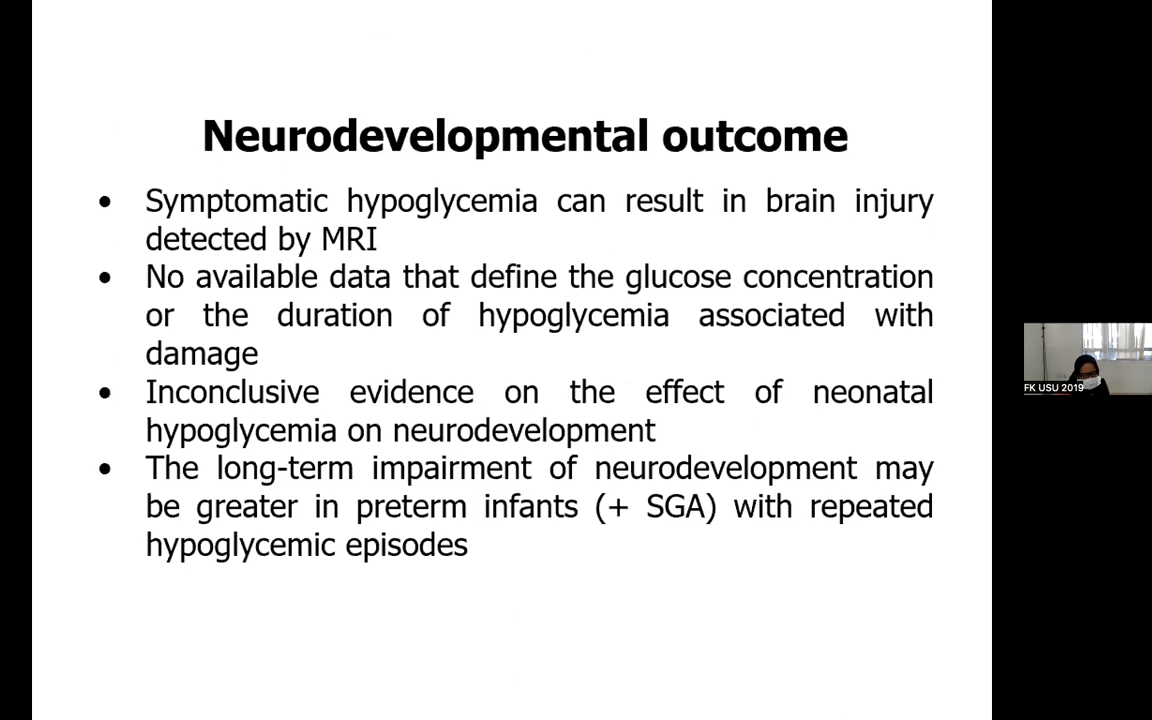 Neurodevelopmental outcome
• Symptomatic hypoglycemia can result in brain injury
detected by MRI
• No available data that define the glucose concentration
or the duration of hypoglycemia associated with
damage
• Inconclusive evidence on the effect of neonatal
hypoglycemia on neurodevelopment
• The long-term impairment of neurodevelopment may
be greater in preterm infants (+ SGA) with repeated
hypoglycemic episodes
FK USU 2019